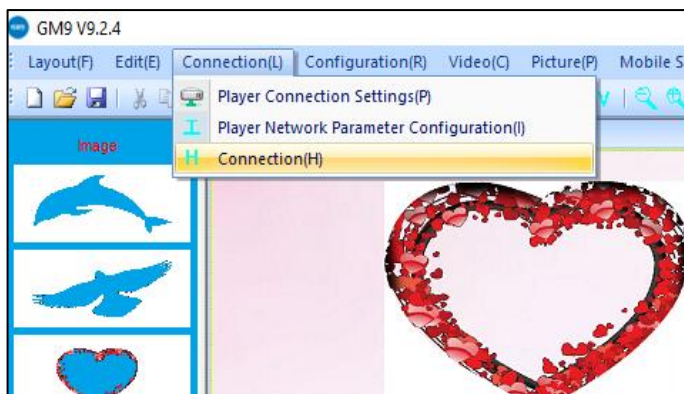 GM9 V9.2.4
Layout(F) Edit(E) Connection(L) Configuration(R) Video(C) Picture(P) Mobile S
Player Connection Settings(P)
Player Network Parameter Configuration(I)
Connection(H)
Image